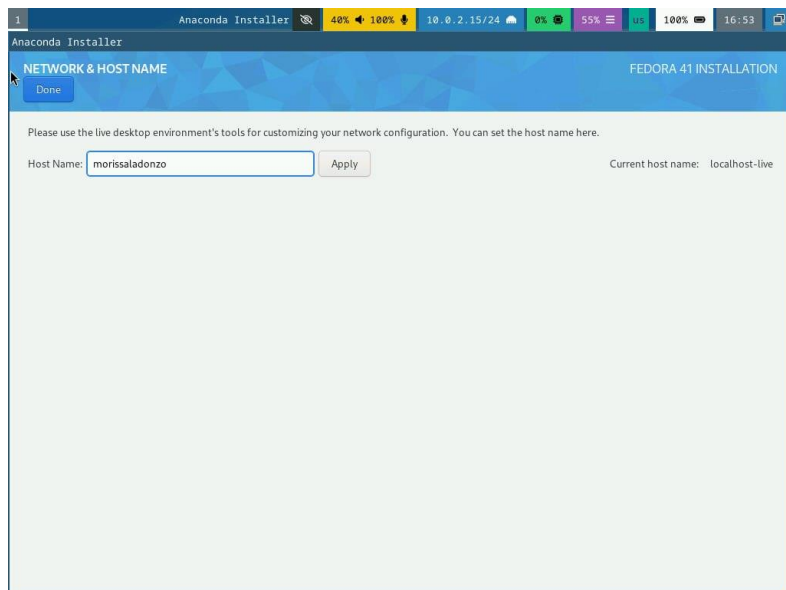 1 Anaconda Installer 40% 100% 10.0.2.15/24 0% 55% us 100% 16:53
Anaconda Installer
NETWORK & HOST NAME FEDORA 41 INSTALLATION
Done
Please use the live desktop environment's tools for customizing your network configuration. You can set the host name here.
Host Name: morissaladonzo Apply Current host name: localhost-live